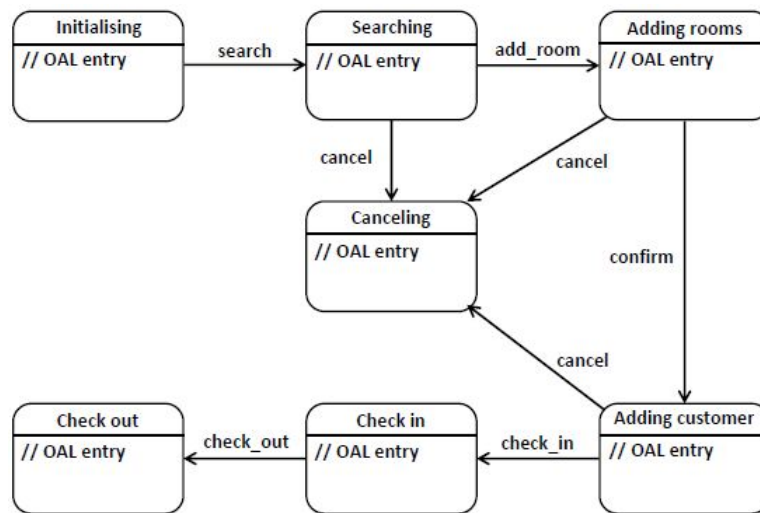 Initialising
// OAL entry
search
Searching
// OAL entry
add_room
Adding rooms
// OAL entry
cancel
cancel
Canceling
// OAL entry
confirm
cancel
Check out
// OAL entry
check_out
Check in
// OAL entry
check_in
Adding customer
// OAL entry